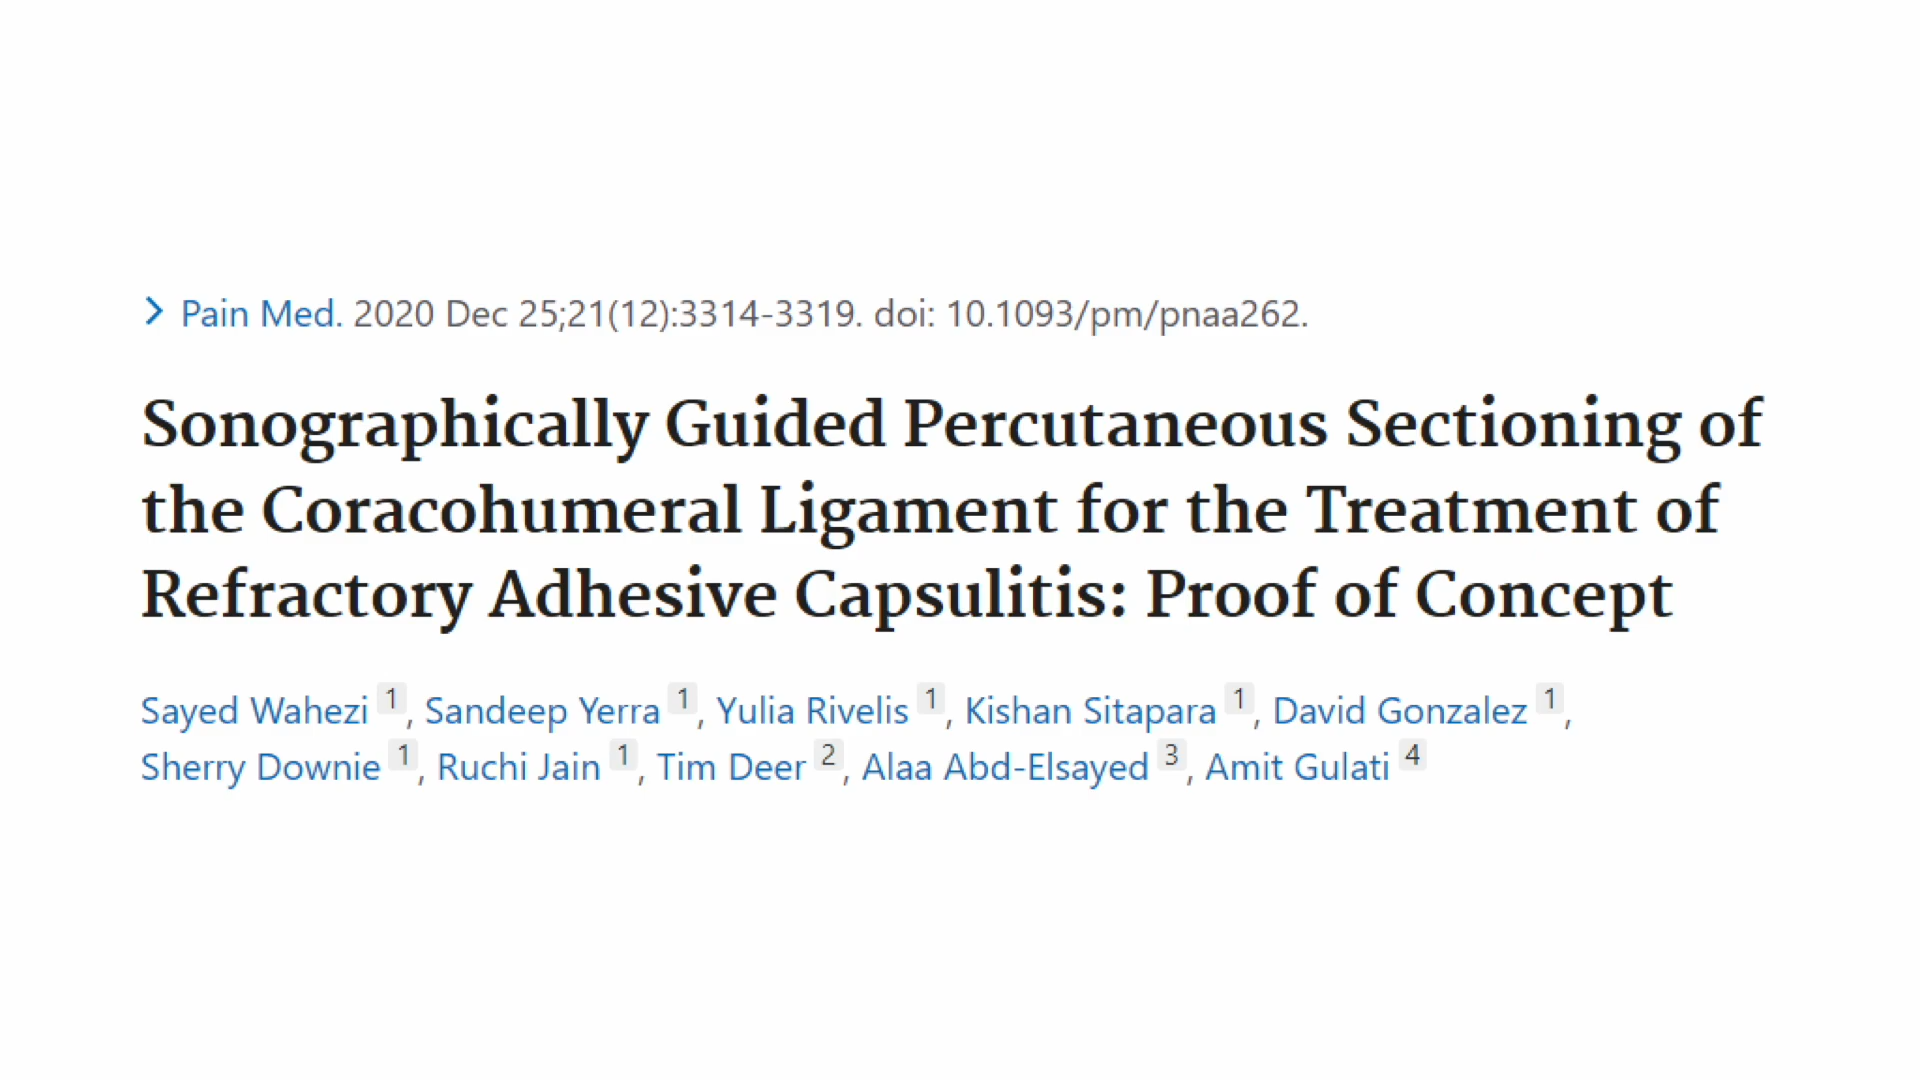 > Pain Med. 2020 Dec 25;21(12):3314-3319. doi: 10.1093/pm/pnaa262.
Sonographically Guided Percutaneous Sectioning of
the Coracohumeral Ligament for the Treatment of
Refractory Adhesive Capsulitis: Proof of Concept
Sayed Wahezi 1, Sandeep Yerra 1, Yulia Rivelis 1, Kishan Sitapara 1, David Gonzalez 1,
Sherry Downie 1, Ruchi Jain 1, Tim Deer 2, Alaa Abd-Elsayed 3, Amit Gulati 4